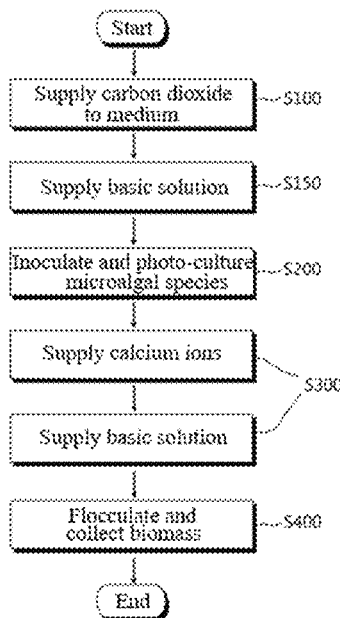 Start
Supply carbon dioxide
to medium
S100
Supply basic solution
S150
Inoculate and photo-culture
microalgal species
S200
Supply calcium ions
S300
Supply basic solution
Flocculate and
collect biomass
S400
End